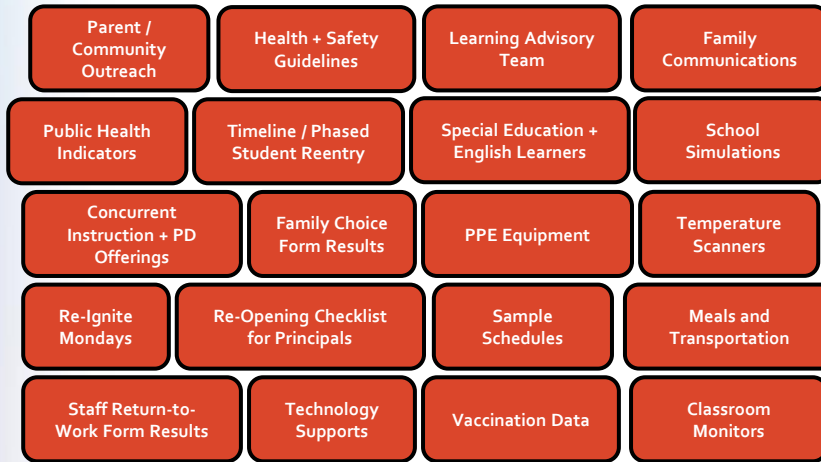 Parent /
Community
Outreach
Health + Safety
Guidelines
Learning Advisory
Team
Family
Communications
Public Health
Indicators
Timeline / Phased
Student Reentry
Special Education +
English Learners
School
Simulations
Concurrent
Instruction + PD
Offerings
Family Choice
Form Results
PPE Equipment
Temperature
Scanners
Re-Ignite
Mondays
Re-Opening Checklist
for Principals
Sample
Schedules
Meals and
Transportation
Staff Return-to-
Work Form Results
Technology
Supports
Vaccination Data
Classroom
Monitors